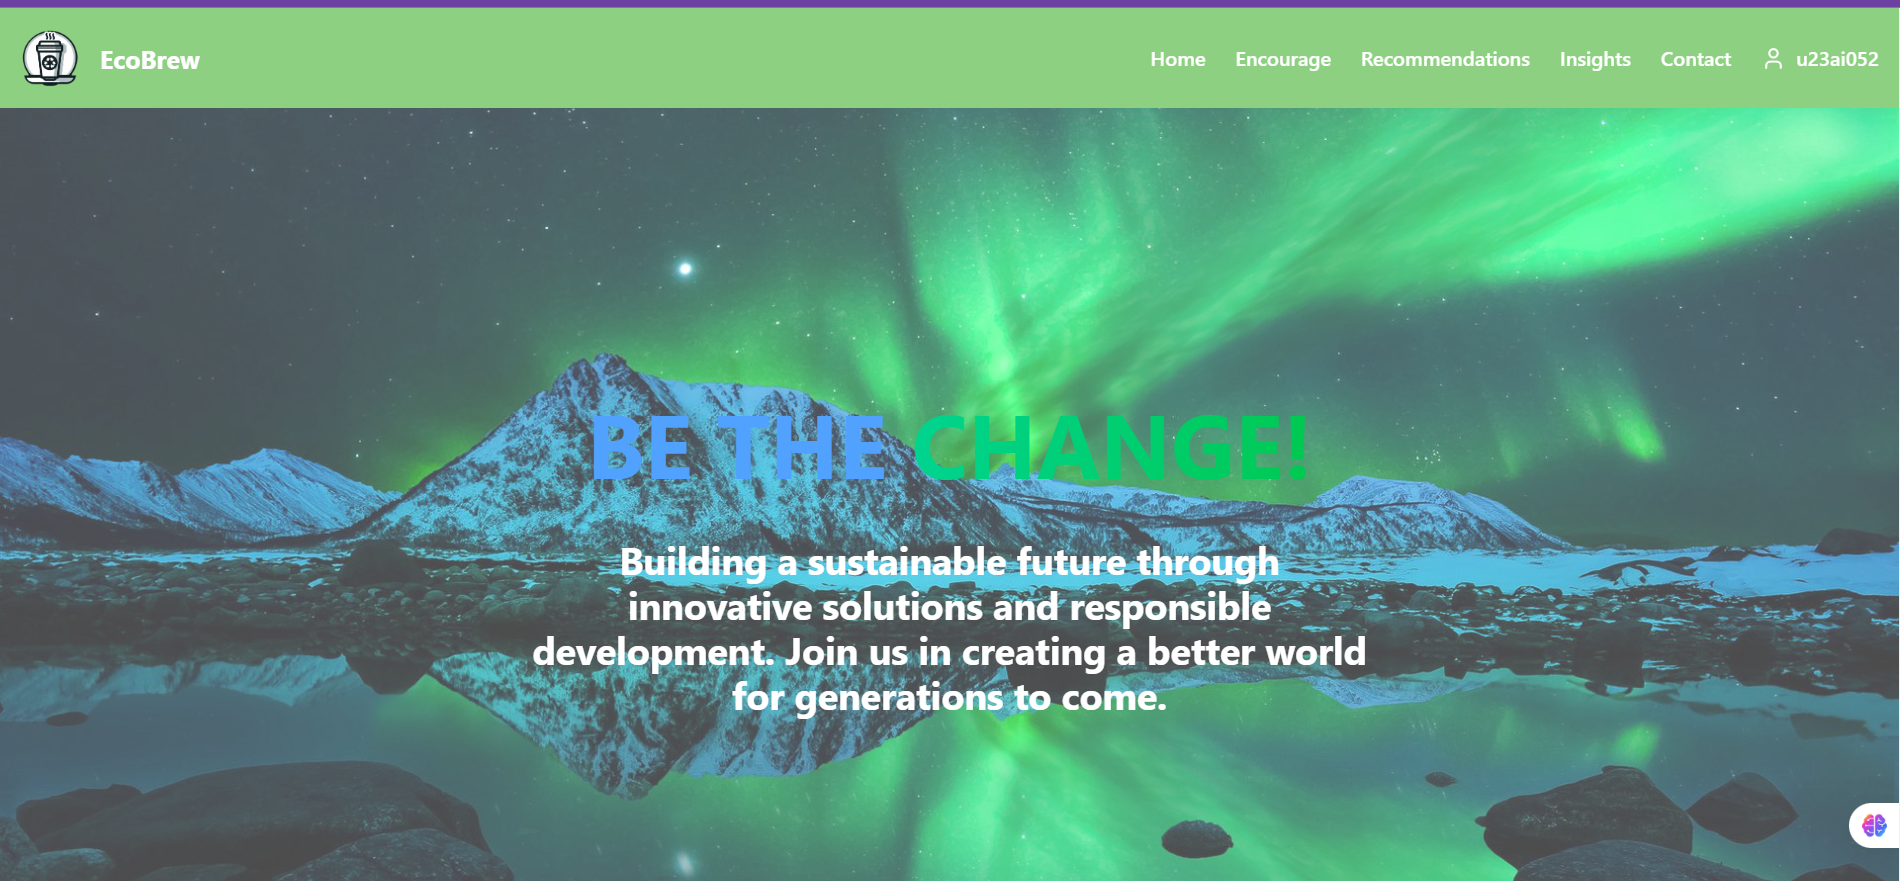 EcoBrew
Home Encourage Recommendations Insights Contact u23ai052
BE THE CHANGE!
Building a sustainable future through
innovative solutions and responsible
development. Join us in creating a better world
for generations to come.